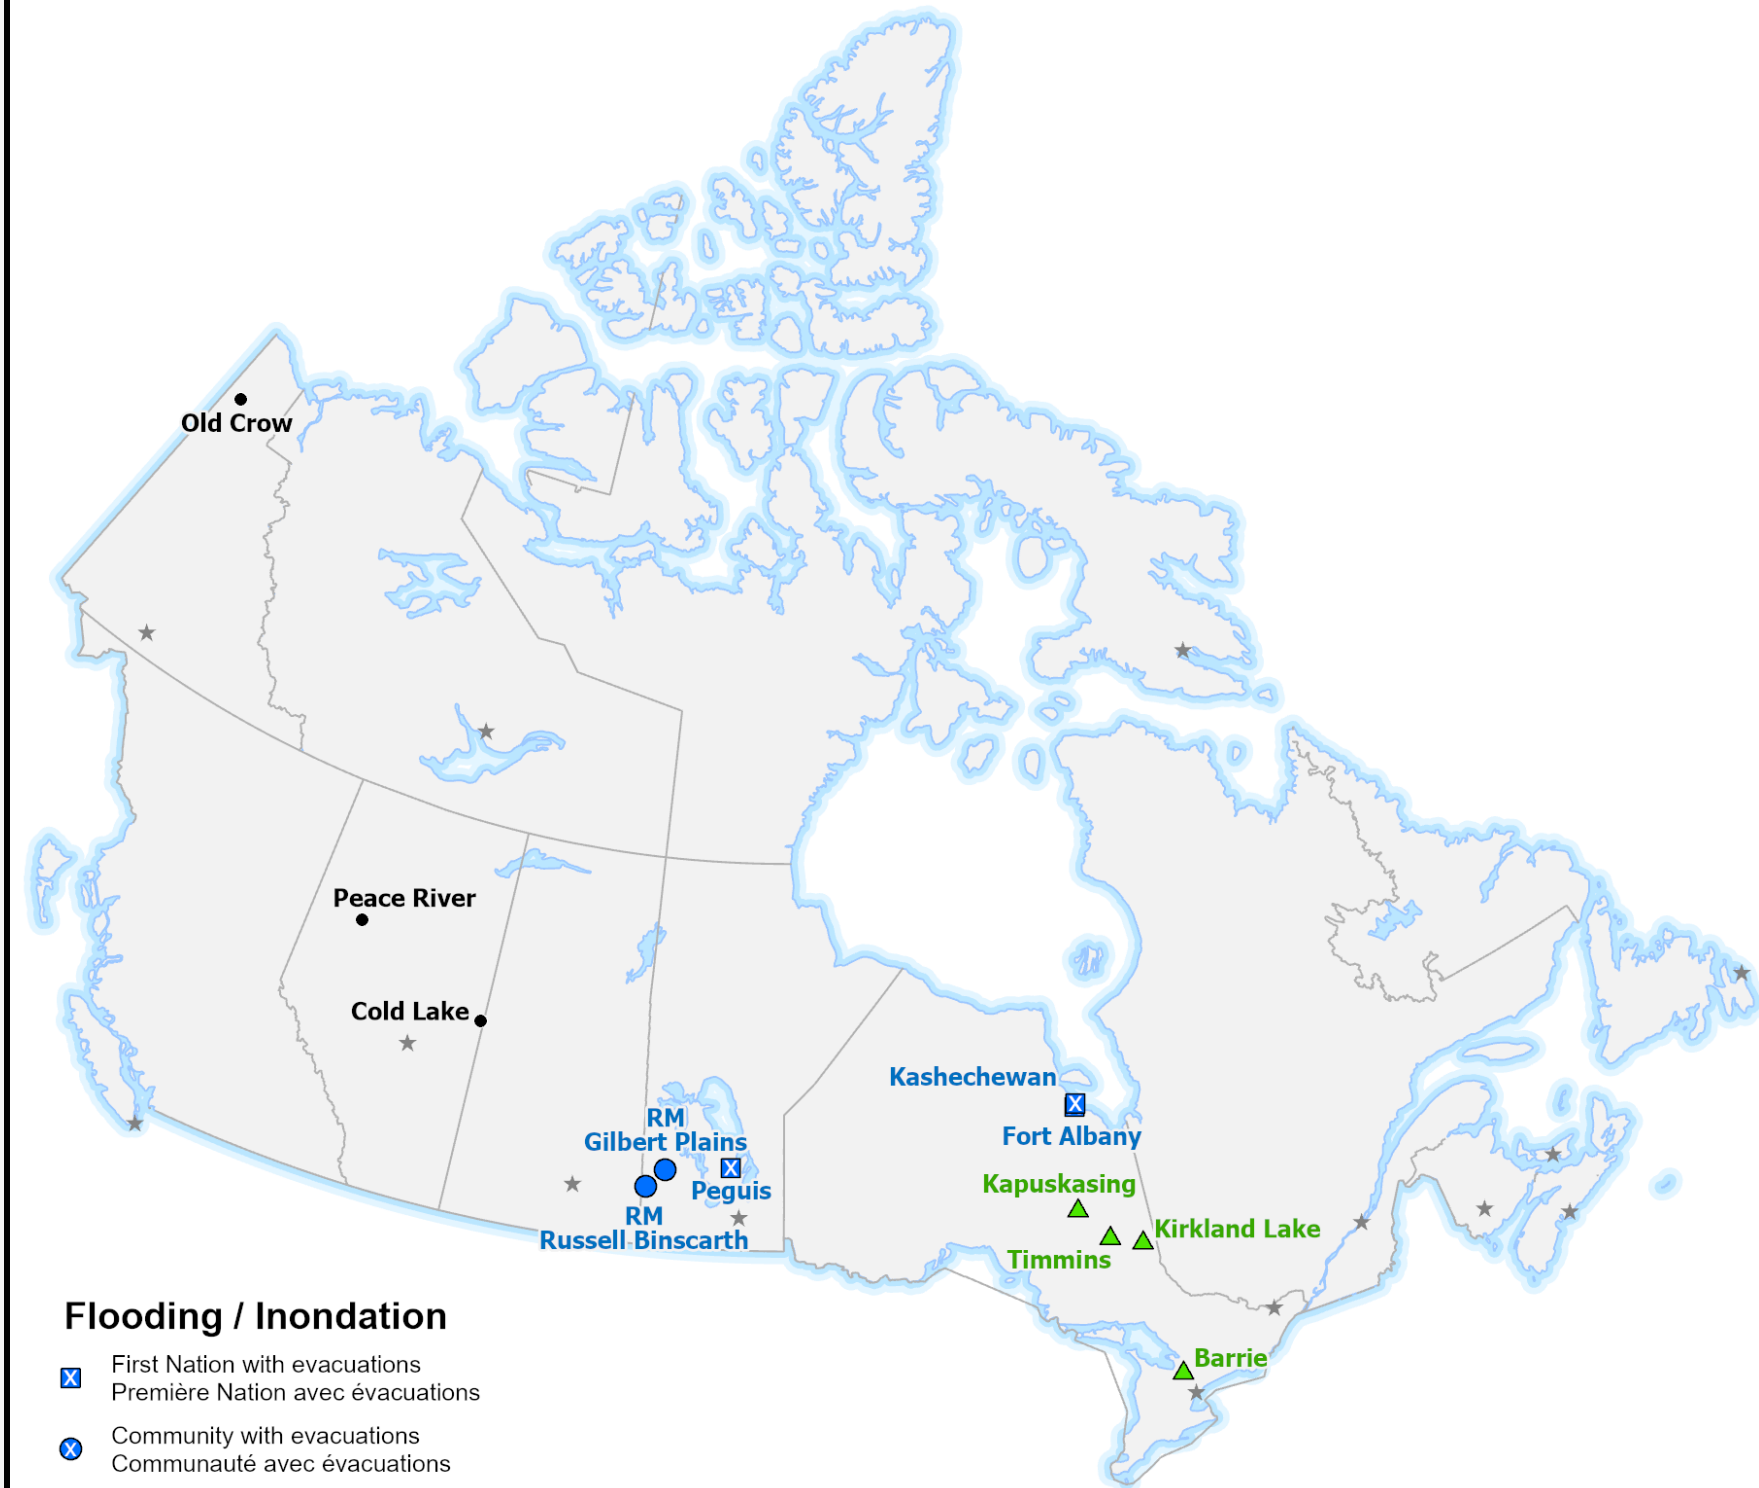 Old Crow
Peace River
Cold Lake
Kashechewan
RM
Gilbert Plains
Fort Albany
Peguis
Kapuskasing
RM
Russell Binscarth
Kirkland Lake
Timmins
Flooding / Inondation
X First Nation with evacuations
Première Nation avec évacuations
Barrie
X Community with evacuations
Communauté avec évacuations
X
X